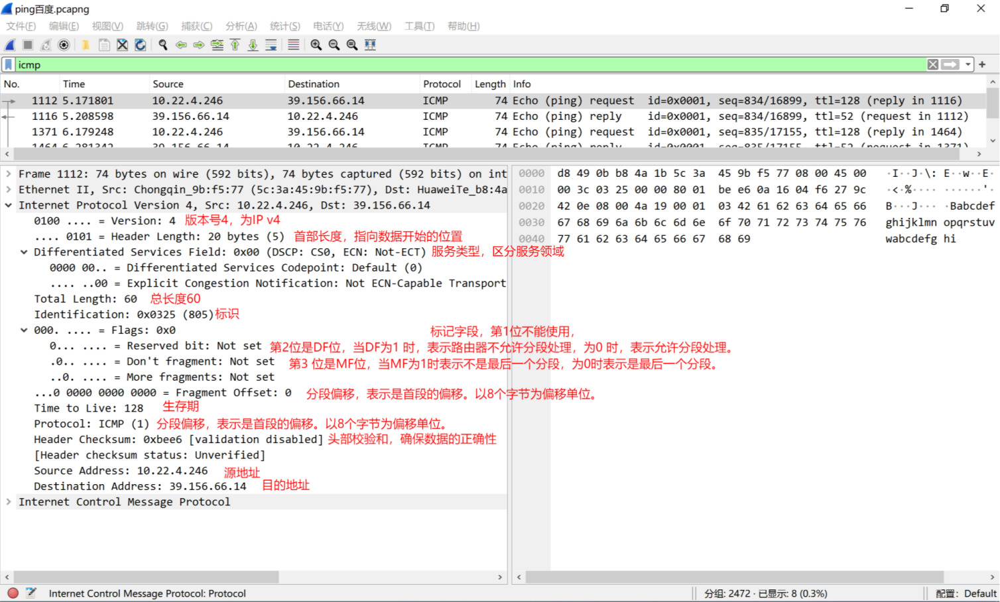 ping百度.pcapng
文件(F) 编辑(E) 视图(V) 跳转(G) 捕获(C) 分析(A) 统计(S) 电话(Y) 无线(W) 工具(T) 帮助(H)
icmp
No. Time Source Destination Protocol Length Info
1112 5.171801 10.22.4.246 39.156.66.14 ICMP 74 Echo (ping) request id=0x0001, seq=834/16899, ttl=128 (reply in 1116)
1116 5.208598 39.156.66.14 10.22.4.246 ICMP 74 Echo (ping) reply id=0x0001, seq=834/16899, ttl=52 (request in 1112)
1371 6.179248 10.22.4.246 39.156.66.14 ICMP 74 Echo (ping) request id=0x0001, seq=835/17155, ttl=128 (reply in 1464)
1464 6.281342 39.156.66.14 10.22.4.246 ICMP 74 Echo (ping) reply id=0x0001, seq=835/17155, ttl=52 (request in 1371)
Frame 1112: 74 bytes on wire (592 bits), 74 bytes captured (592 bits) on int
Ethernet II, Src: Chongqin_9b:f5:77 (5c:3a:45:9b:f5:77), Dst: HuaweiTe_b8:4a
Internet Protocol Version 4, Src: 10.22.4.246, Dst: 39.156.66.14
0100 .... = Version: 4 版本号4，为IP v4
.... 0101 = Header Length: 20 bytes (5) 首部长度，指向数据开始的位置
Differentiated Services Field: 0x00 (DSCP: CS0, ECN: Not-ECT) 服务类型，区分服务领域
0000 00.. = Differentiated Services Codepoint: Default (0)
.... ..00 = Explicit Congestion Notification: Not ECN-Capable Transport
Total Length: 60 总长度60
Identification: 0x0325 (805) 标识
000. .... = Flags: 0x0 标记字段，第1位不能使用，
0... .... = Reserved bit: Not set 第2位是DF位，当DF为1 时，表示路由器不允许分段处理，为0 时，表示允许分段处理。
.0.. .... = Don't fragment: Not set 第3 位是MF位，当MF为1时表示不是最后一个分段，为0时表示是最后一个分段。
..0. .... = More fragments: Not set
...0 0000 0000 0000 = Fragment Offset: 0 分段偏移，表示是首段的偏移。以8个字节为偏移单位。
Time to Live: 128 生存期
Protocol: ICMP (1) 分段偏移，表示是首段的偏移。以8个字节为偏移单位。
Header Checksum: 0xbee6 [validation disabled] 头部校验和，确保数据的正确性
[Header checksum status: Unverified]
Source Address: 10.22.4.246 源地址
Destination Address: 39.156.66.14 目的地址
Internet Control Message Protocol
0000 d8 49 0b b8 4a 1b 5c 3a 45 9b f5 77 08 00 45 00 ·I··J·\: E··w··E·
0010 00 3c 03 25 00 00 80 01 be e6 0a 16 04 f6 27 9c ·<·%···· ······'·
0020 42 0e 08 00 4a 19 00 01 03 42 61 62 63 64 65 66 B···J··· ·Babcdef
0030 67 68 69 6a 6b 6c 6d 6e 6f 70 71 72 73 74 75 76 ghijklmn opqrstuv
0040 77 61 62 63 64 65 66 67 68 69 wabcdefg hi
Internet Control Message Protocol: Protocol 分组: 2472 · 已显示: 8 (0.3%) 配置: Default